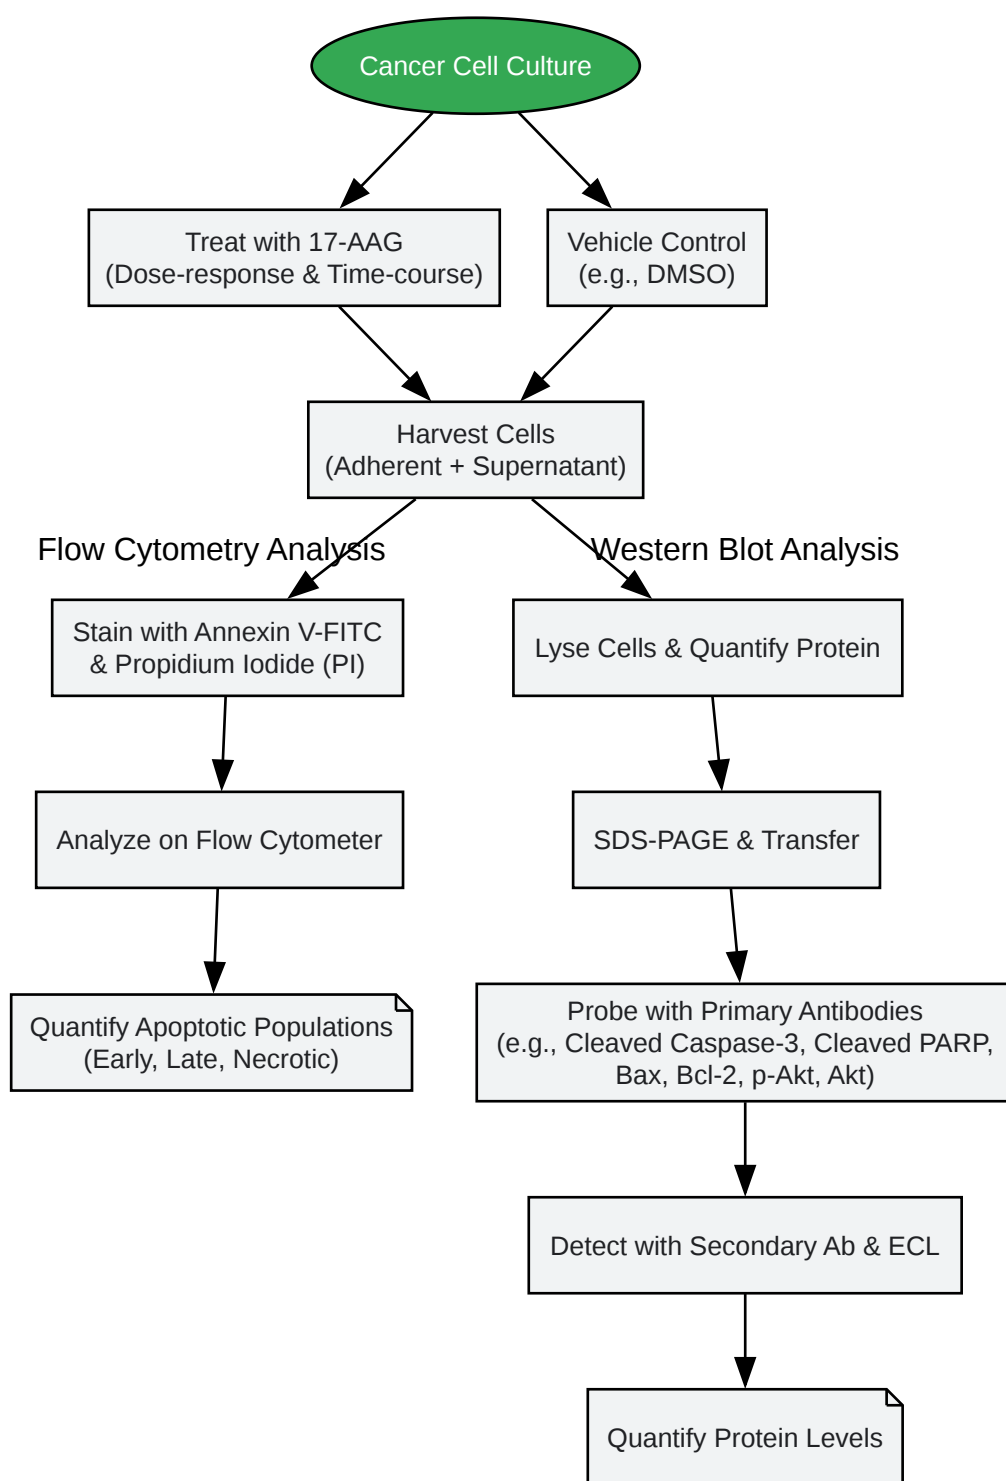 Cancer Cell Culture
Treat with 17-AAG
(Dose-response & Time-course)
Vehicle Control
(e.g., DMSO)
Harvest Cells
(Adherent + Supernatant)
Flow Cytometry Analysis
Western Blot Analysis
Stain with Annexin V-FITC
& Propidium Iodide (PI)
Lyse Cells & Quantify Protein
Analyze on Flow Cytometer
SDS-PAGE & Transfer
Quantify Apoptotic Populations
(Early, Late, Necrotic)
Probe with Primary Antibodies
(e.g., Cleaved Caspase-3, Cleaved PARP,
Bax, Bcl-2, p-Akt, Akt)
Detect with Secondary Ab & ECL
Quantify Protein Levels